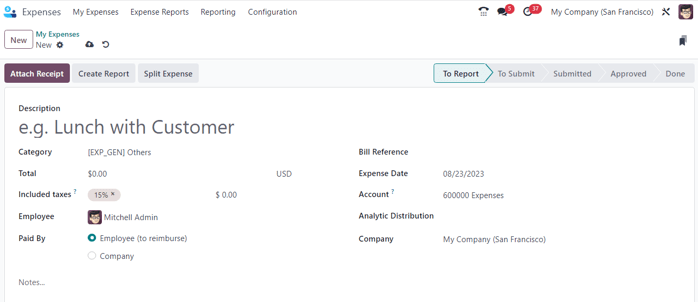 Expenses My Expenses Expense Reports Reporting Configuration 5 37 My Company (San Francisco)
New My Expenses
New
Attach Receipt Create Report Split Expense To Report To Submit Submitted Approved Done
Description
e.g. Lunch with Customer
Category [EXP_GEN] Others Bill Reference
Total $0.00 USD Expense Date 08/23/2023
Included taxes ? 15% × $ 0.00 Account ? 600000 Expenses
Employee Mitchell Admin Analytic Distribution
Paid By Employee (to reimburse) Company My Company (San Francisco)
Company
Notes...